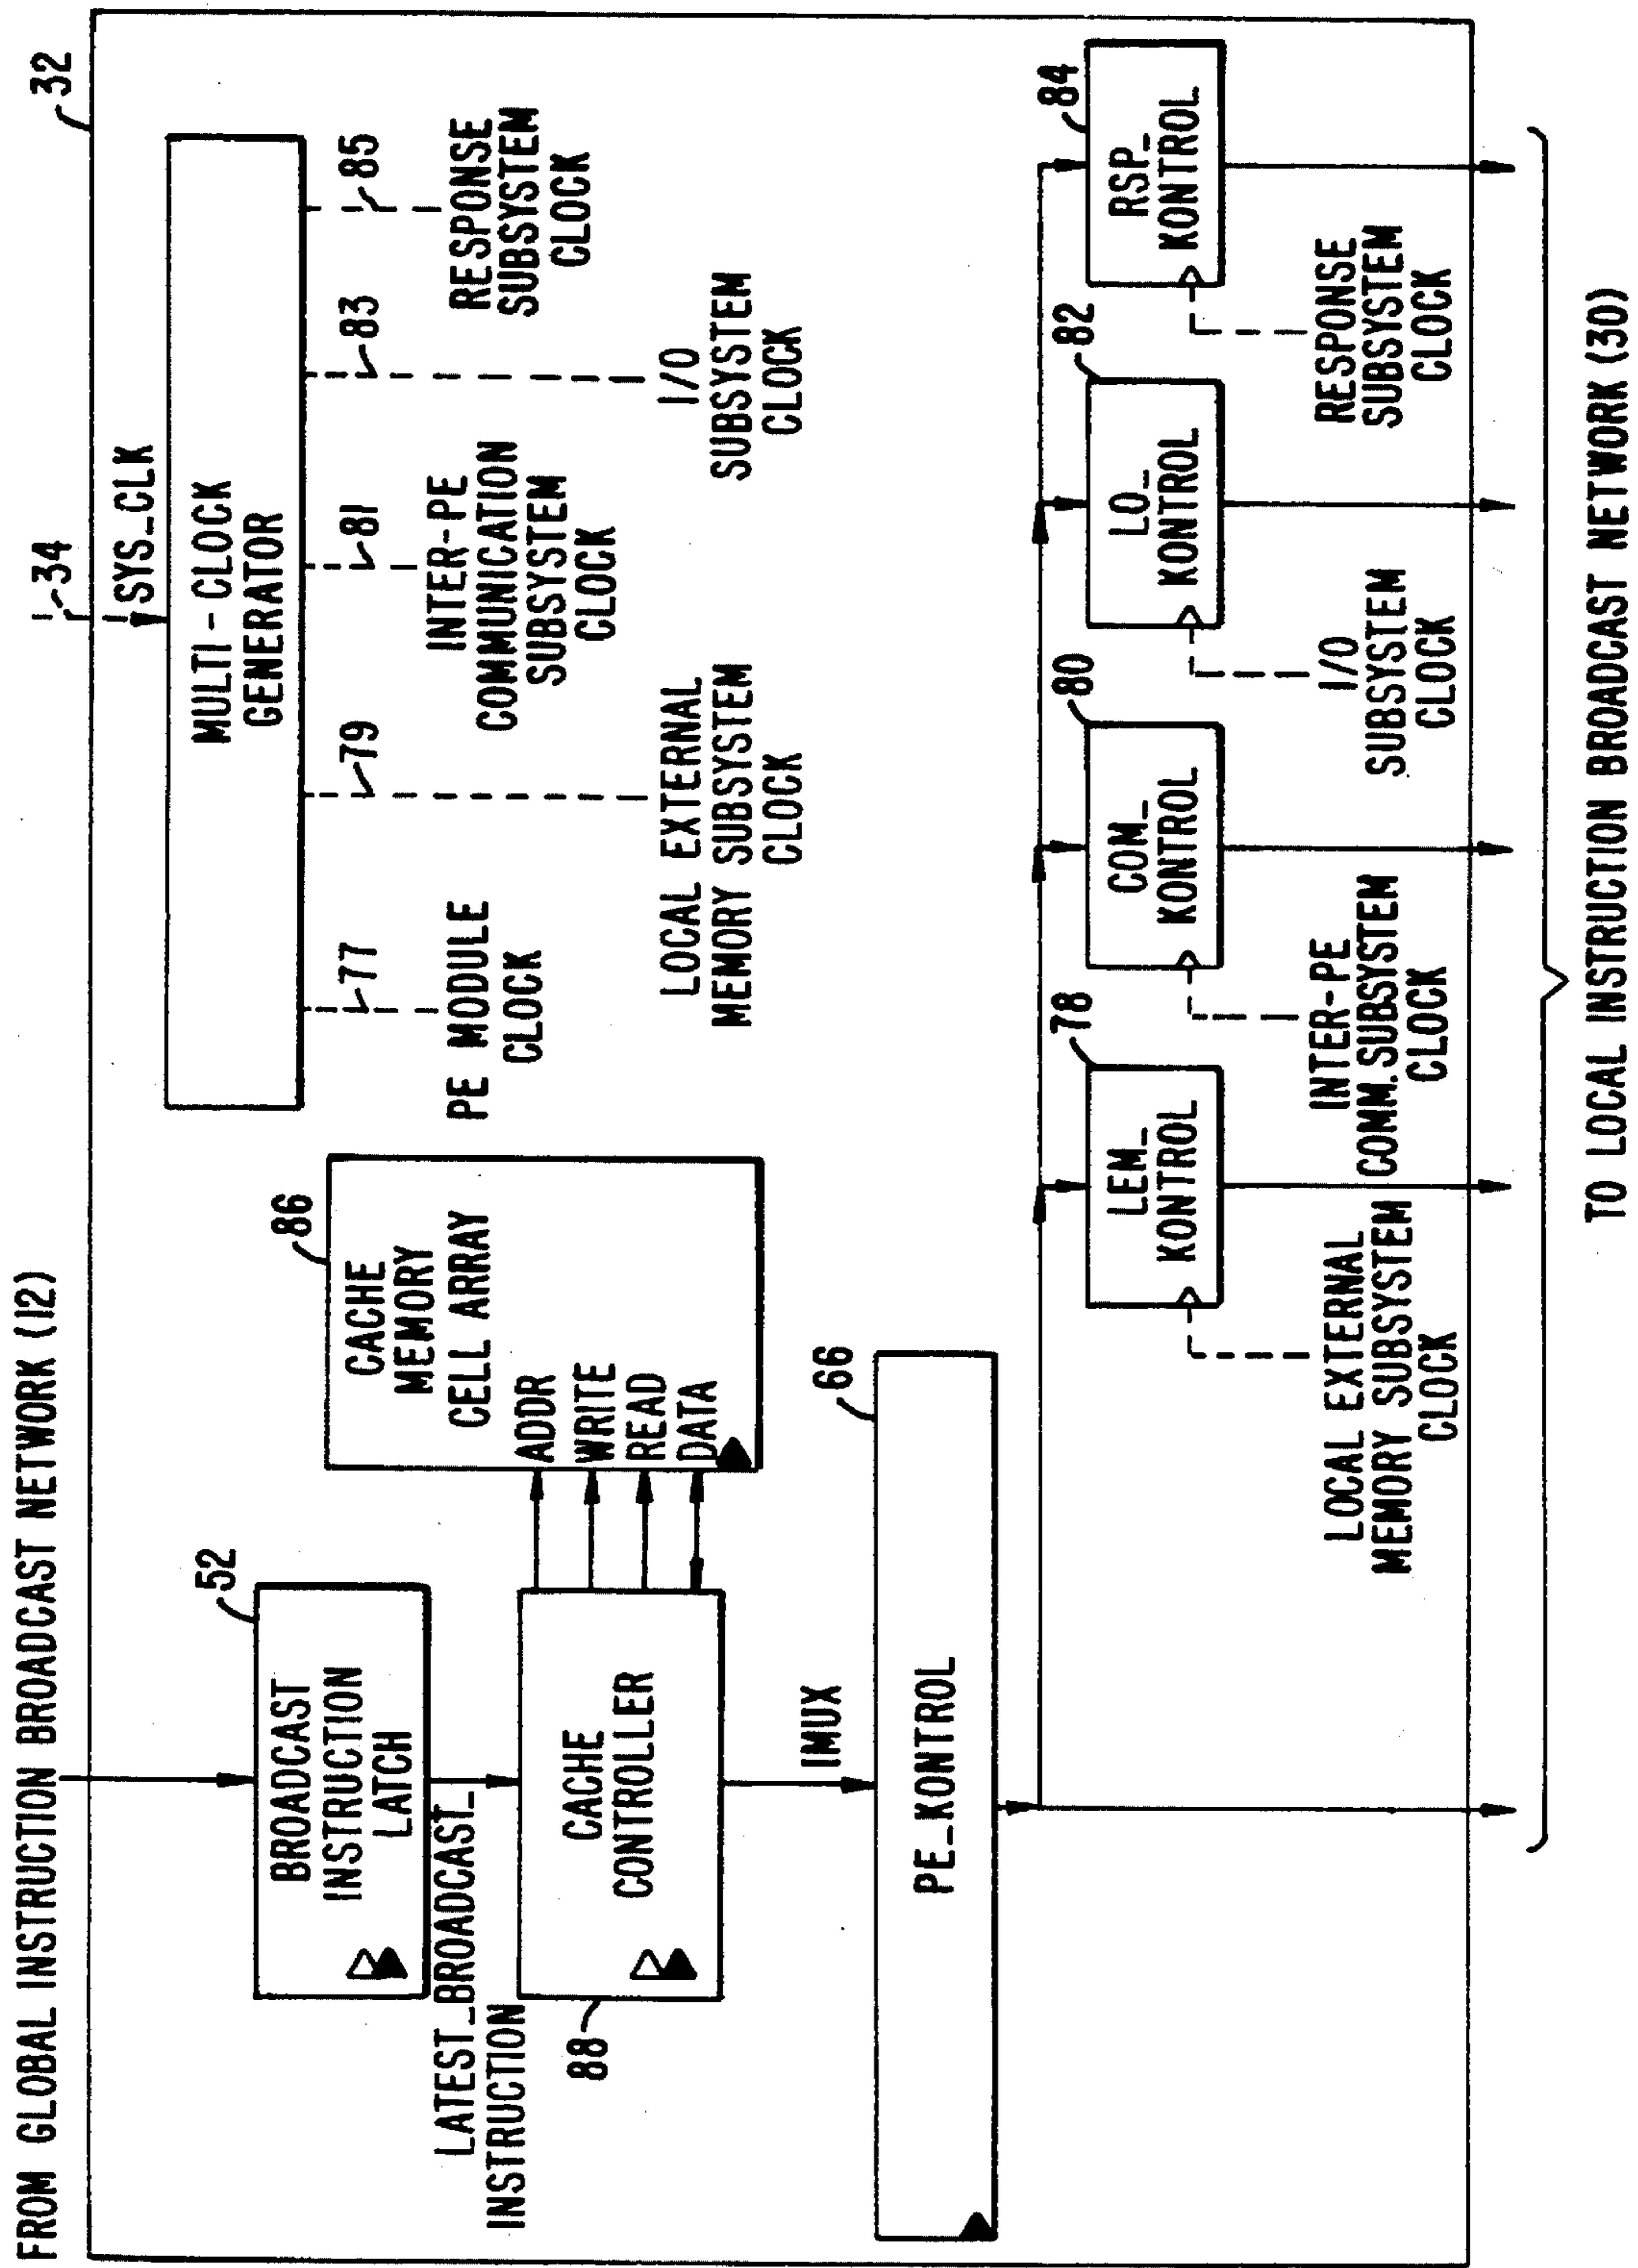 FROM GLOBAL INSTRUCTION BROADCAST NETWORK (12)
34
32
SYS_CLK
MULTI-CLOCK
GENERATOR
77
79
81
83
85
PE MODULE
CLOCK
LOCAL EXTERNAL
MEMORY SUBSYSTEM
CLOCK
INTER-PE
COMMUNICATION
SUBSYSTEM
CLOCK
I/O
SUBSYSTEM
CLOCK
RESPONSE
SUBSYSTEM
CLOCK
52
BROADCAST
INSTRUCTION
LATCH
LATEST_BROADCAST_
INSTRUCTION
86
CACHE
MEMORY
CELL ARRAY
ADDR
WRITE
READ
DATA
CACHE
CONTROLLER
88
IMUX
66
PE_KONTROL
78
LEM_
KONTROL
80
COM_
KONTROL
82
LO_
KONTROL
84
RSP_
KONTROL
LOCAL EXTERNAL
MEMORY SUBSYSTEM
CLOCK
INTER-PE
COMM.SUBSYSTEM
CLOCK
I/O
SUBSYSTEM
CLOCK
RESPONSE
SUBSYSTEM
CLOCK
TO LOCAL INSTRUCTION BROADCAST NETWORK (30)